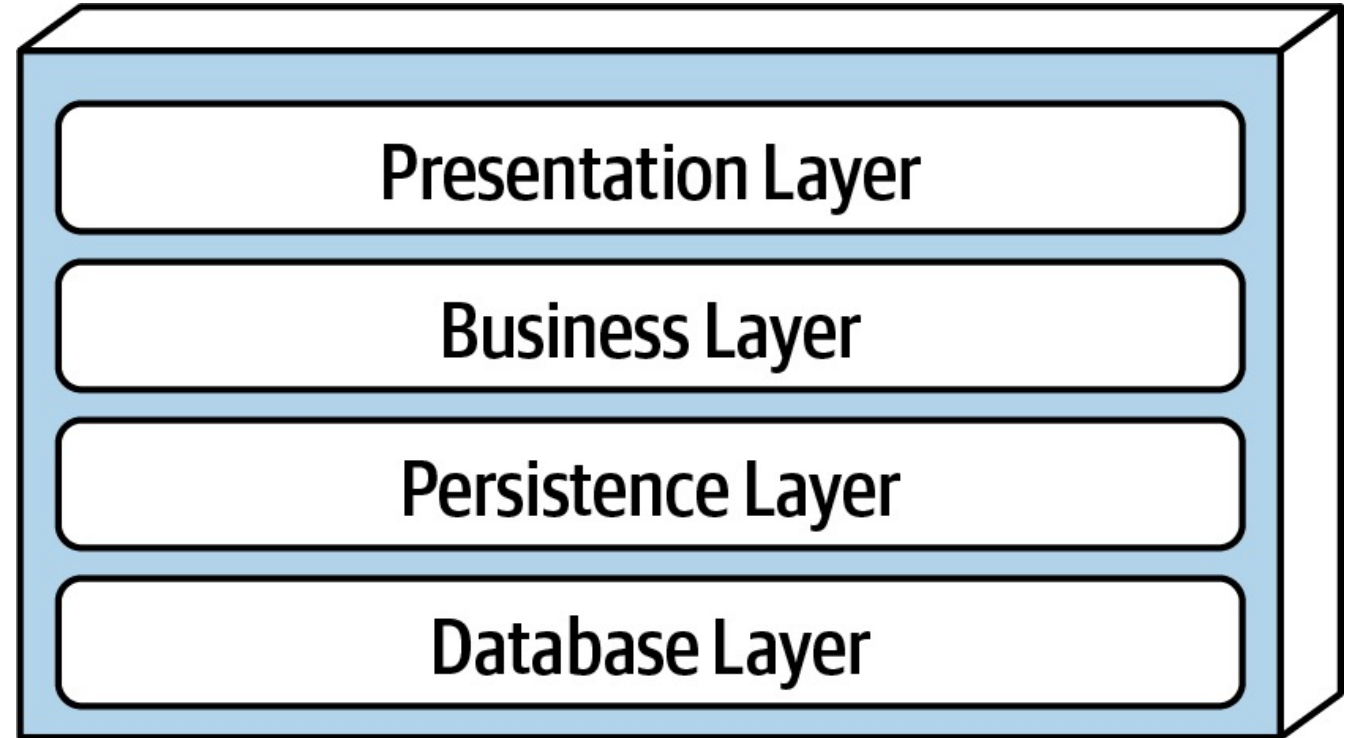 Presentation Layer
Business Layer
Persistence Layer
Database Layer